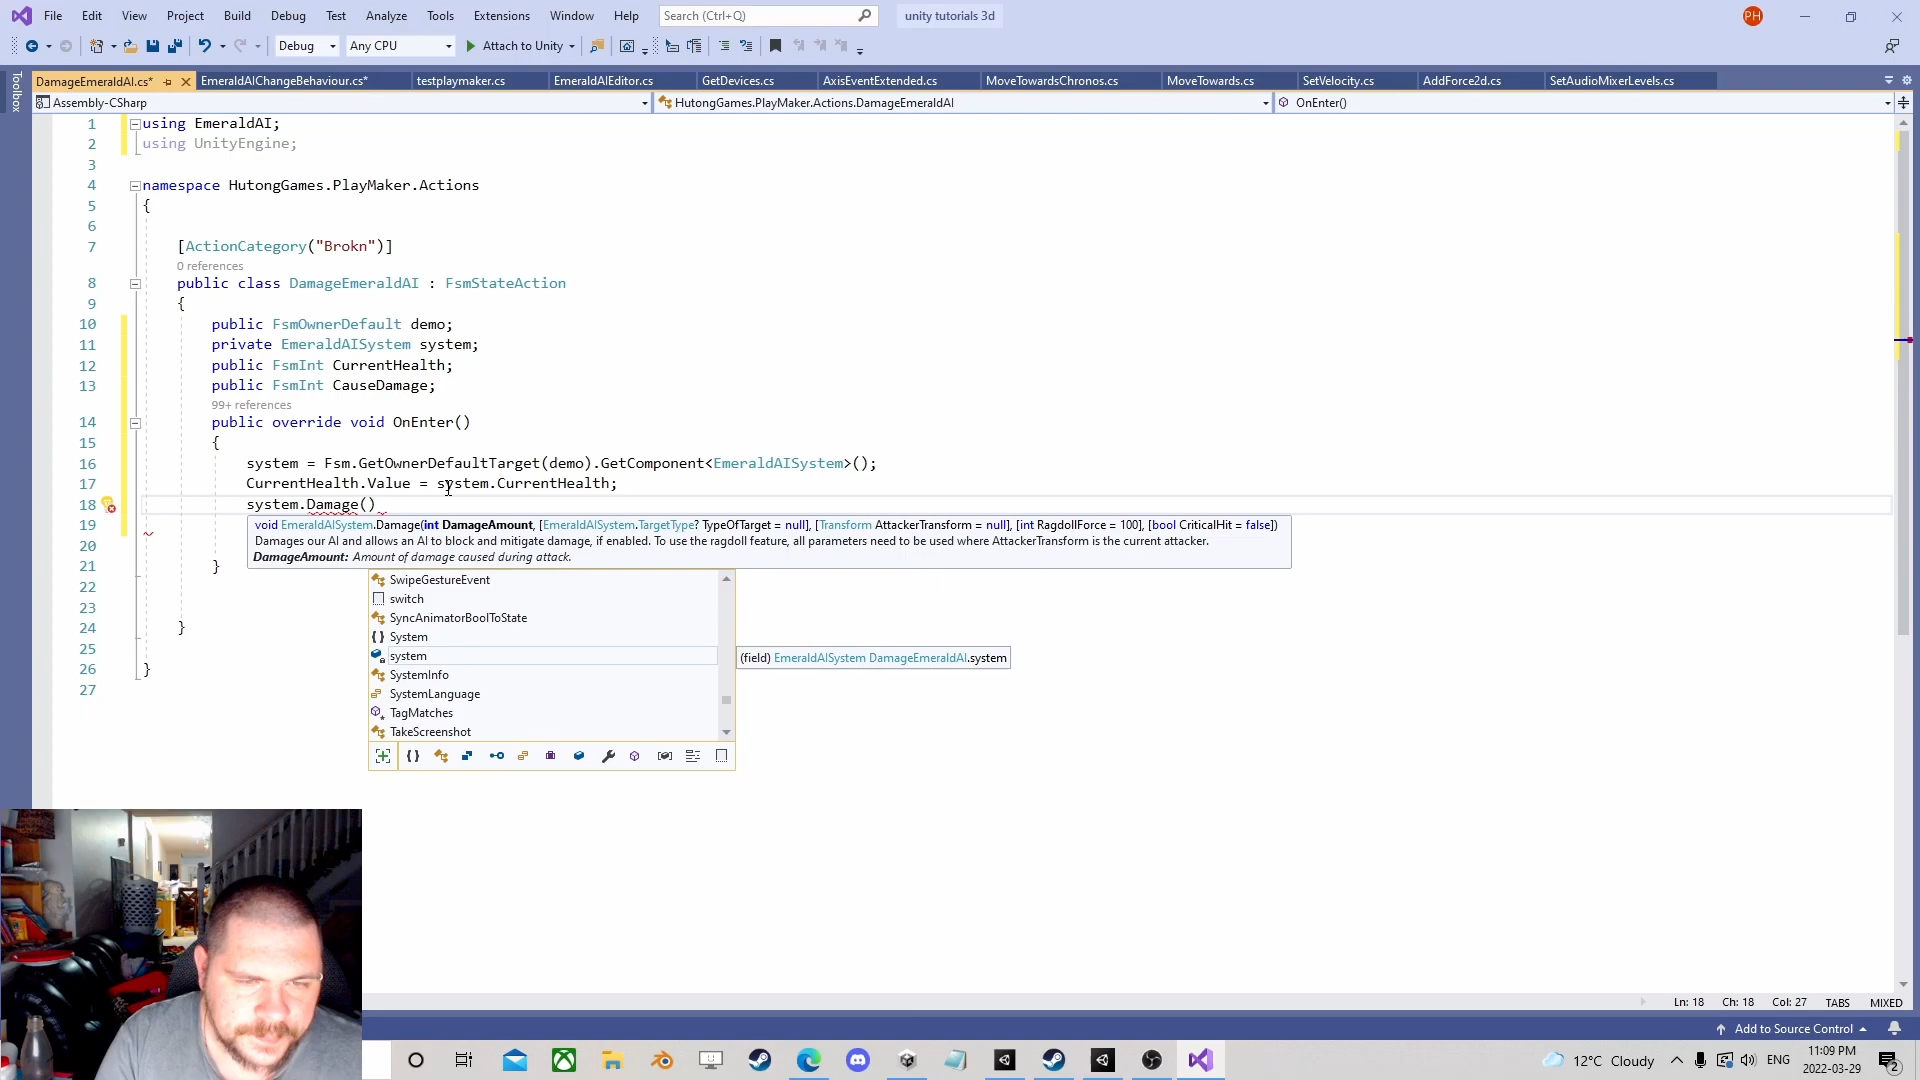 File Edit View Project Build Debug Test Analyze Tools Extensions Window Help Search (Ctrl+Q) unity tutorials 3d PH
Debug Any CPU Attach to Unity
Toolbox
DamageEmeraldAI.cs* EmeraldAIChangeBehaviour.cs* testplaymaker.cs EmeraldAIEditor.cs GetDevices.cs AxisEventExtended.cs MoveTowardsChronos.cs MoveTowards.cs SetVelocity.cs AddForce2d.cs SetAudioMixerLevels.cs
Assembly-CSharp HutongGames.PlayMaker.Actions.DamageEmeraldAI OnEnter()
1 using EmeraldAI;
2 using UnityEngine;
3
4 namespace HutongGames.PlayMaker.Actions
5 {
6
7 [ActionCategory("Brokn")]
0 references
8 public class DamageEmeraldAI : FsmStateAction
9 {
10 public FsmOwnerDefault demo;
11 private EmeraldAISystem system;
12 public FsmInt CurrentHealth;
13 public FsmInt CauseDamage;
99+ references
14 public override void OnEnter()
15 {
16 system = Fsm.GetOwnerDefaultTarget(demo).GetComponent<EmeraldAISystem>();
17 CurrentHealth.Value = system.CurrentHealth;
18 system.Damage()
19 void EmeraldAISystem.Damage(int DamageAmount, [EmeraldAISystem.TargetType? TypeOfTarget = null], [Transform AttackerTransform = null], [int RagdollForce = 100], [bool CriticalHit = false])
20 Damages our AI and allows an AI to block and mitigate damage, if enabled. To use the ragdoll feature, all parameters need to be used where AttackerTransform is the current attacker.
DamageAmount: Amount of damage caused during attack.
21 }
22 SwipeGestureEvent
switch
23 SyncAnimatorBoolToState
24 } System
25 system (field) EmeraldAISystem DamageEmeraldAI.system
26 } SystemInfo
27 SystemLanguage
TagMatches
TakeScreenshot
Ln: 18 Ch: 18 Col: 27 TABS MIXED
Add to Source Control
12°C Cloudy ENG 11:09 PM
2022-03-29 2